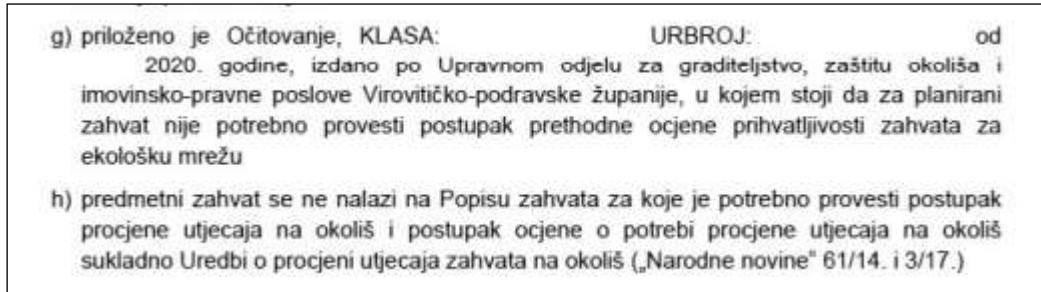 g) priloženo je Očitovanje, KLASA: URBROJ: od
2020. godine, izdano po Upravnom odjelu za graditeljstvo, zaštitu okoliša i
imovinsko-pravne poslove Virovitičko-podravske županije, u kojem stoji da za planirani
zahvat nije potrebno provesti postupak prethodne ocjene prihvatljivosti zahvata za
ekološku mrežu
h) predmetni zahvat se ne nalazi na Popisu zahvata za koje je potrebno provesti postupak
procjene utjecaja na okoliš i postupak ocjene o potrebi procjene utjecaja na okoliš
sukladno Uredbi o procjeni utjecaja zahvata na okoliš („Narodne novine" 61/14. i 3/17.)